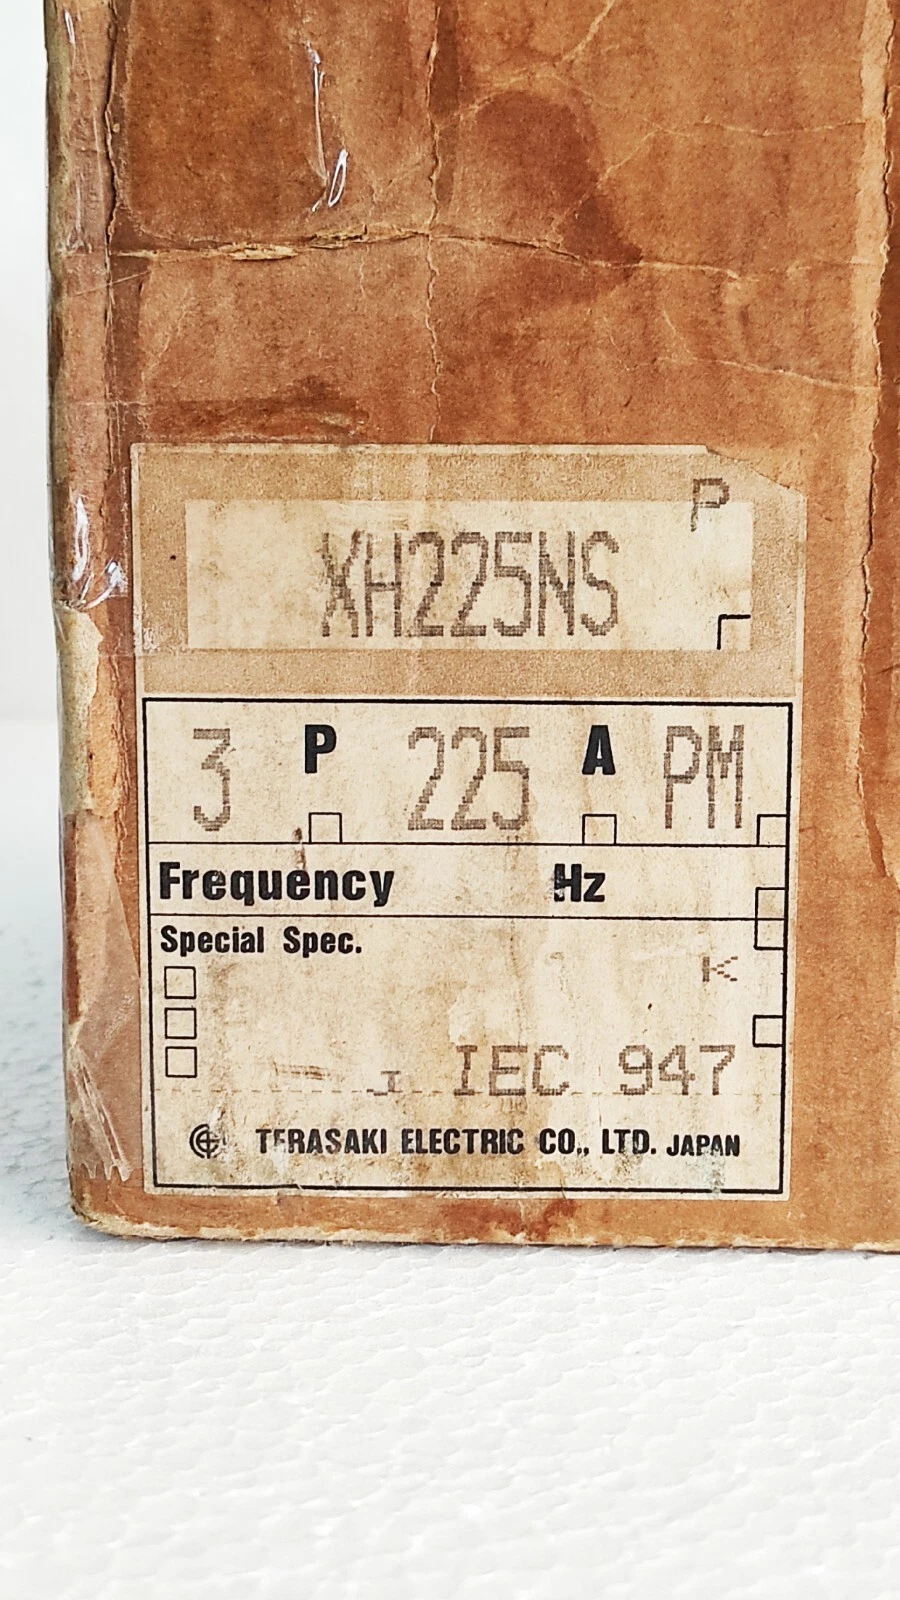 P
XH225NS
3 P 225 A PM
Frequency Hz
Special Spec.
K
J IEC 947
TERASAKI ELECTRIC CO., LTD. JAPAN